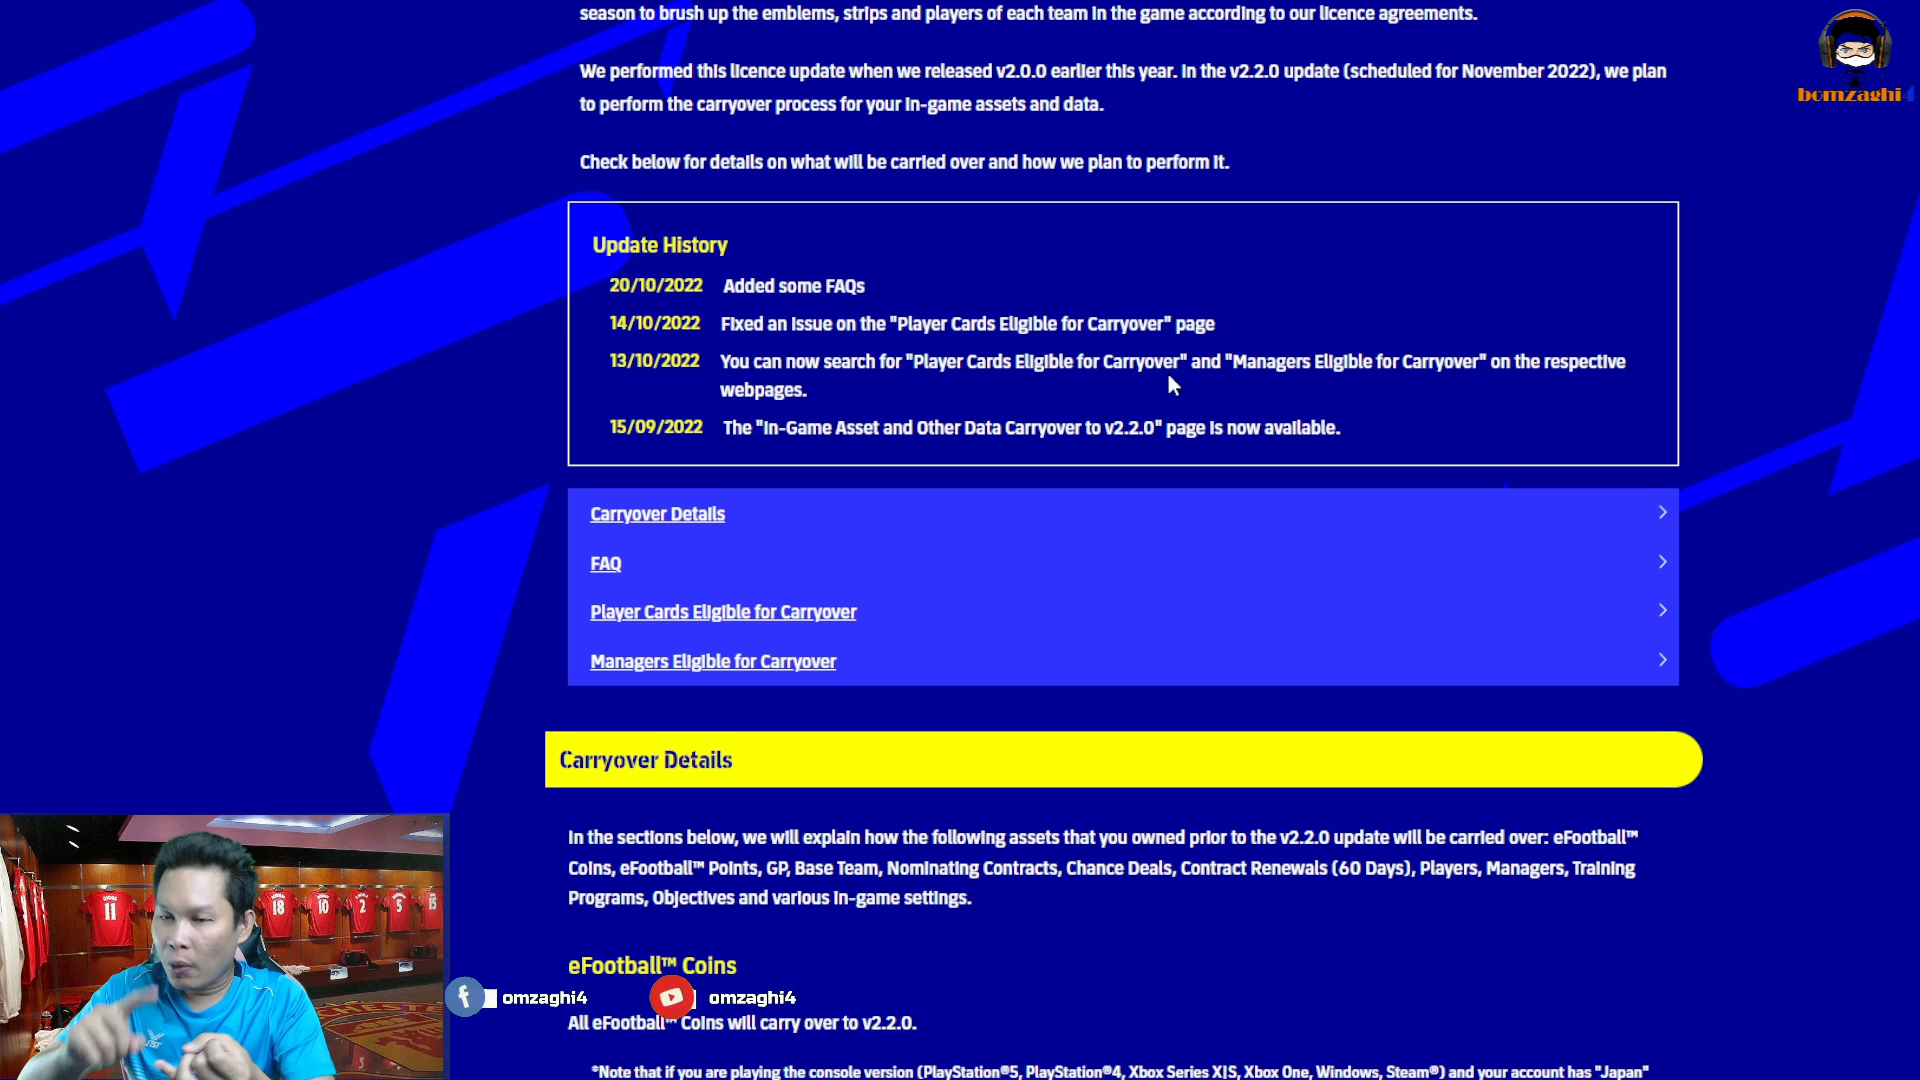 season to brush up the emblems, strips and players of each team in the game according to our licence agreements.
We performed this licence update when we released v2.0.0 earlier this year. In the v2.2.0 update (scheduled for November 2022), we plan
to perform the carryover process for your in-game assets and data.
Check below for details on what will be carried over and how we plan to perform it.
bomzaghi4
Update History
20/10/2022 Added some FAQs
14/10/2022 Fixed an issue on the "Player Cards Eligible for Carryover" page
13/10/2022 You can now search for "Player Cards Eligible for Carryover" and "Managers Eligible for Carryover" on the respective
webpages.
15/09/2022 The "In-Game Asset and Other Data Carryover to v2.2.0" page is now available.
Carryover Details
FAQ
Player Cards Eligible for Carryover
Managers Eligible for Carryover
Carryover Details
In the sections below, we will explain how the following assets that you owned prior to the v2.2.0 update will be carried over: eFootball™
Coins, eFootball™ Points, GP, Base Team, Nominating Contracts, Chance Deals, Contract Renewals (60 Days), Players, Managers, Training
Programs, Objectives and various in-game settings.
eFootball™ Coins
omzaghi4
omzaghi4
All eFootball™ Coins will carry over to v2.2.0.
*Note that if you are playing the console version (PlayStation®5, PlayStation®4, Xbox Series X|S, Xbox One, Windows, Steam®) and your account has "Japan"
11
18
10
2
5
15